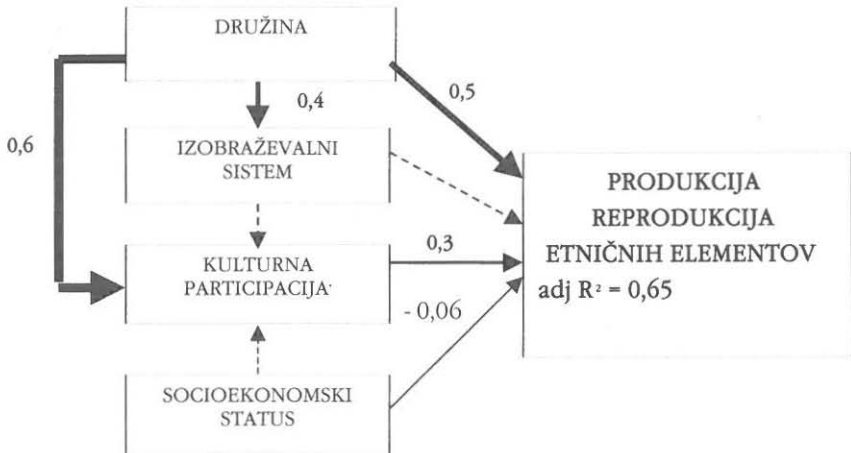 DRUŽINA
0,4
0,5
0,6
IZOBRAŽEVALNI
SISTEM
PRODUKCIJA
REPRODUKCIJA
ETNIČNIH ELEMENTOV
adj R² = 0,65
0,3
KULTURNA
PARTICIPACIJA
- 0,06
SOCIOEKONOMSKI
STATUS